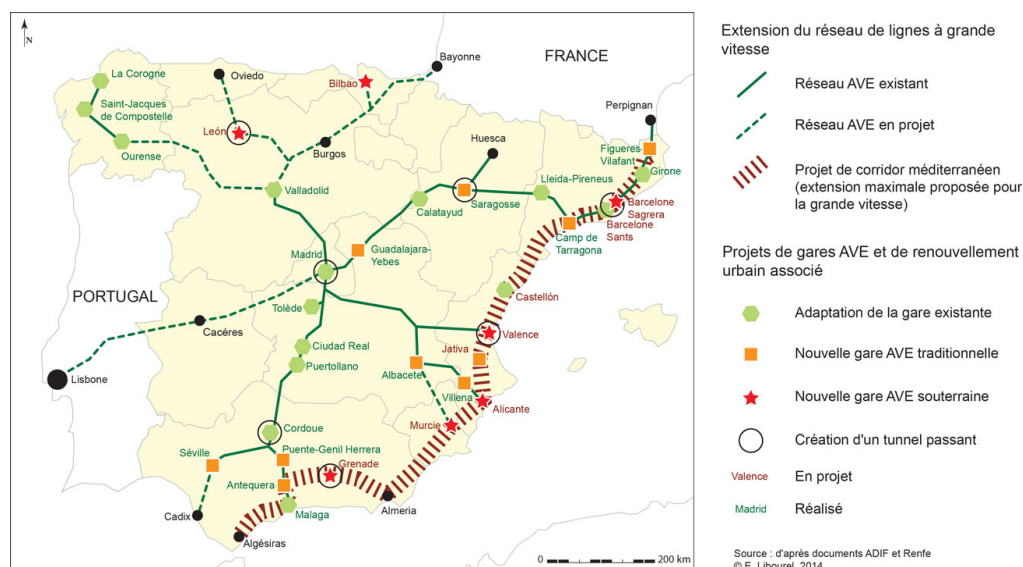 N
FRANCE
PORTUGAL
La Corogne
Saint-Jacques
de Compostelle
Ourense
Oviedo
León
Bilbao
Bayonne
Burgos
Valladolid
Huesca
Perpignan
Figueres
Vilafant
Girone
Lleida-Pireneus
Saragosse
Calatayud
Barcelone
Sagrera
Barcelone
Sants
Camp de
Tarragona
Guadalajara-
Yebes
Madrid
Tolède
Castellón
Cacéres
Lisbone
Ciudad Real
Puertollano
Valence
Jativa
Albacete
Villena
Alicante
Murcie
Cordoue
Séville
Puente-Genil Herrera
Grenade
Antequera
Malaga
Almeria
Cadix
Algésiras
0 200 km
Extension du réseau de lignes à grande
vitesse
Réseau AVE existant
Réseau AVE en projet
Projet de corridor méditerranéen
(extension maximale proposée pour
la grande vitesse)
Projets de gares AVE et de renouvellement
urbain associé
Adaptation de la gare existante
Nouvelle gare AVE traditionnelle
Nouvelle gare AVE souterraine
Création d'un tunnel passant
Valence En projet
Madrid Réalisé
Source : d'après documents ADIF et Renfe
© E. Libourel, 2014